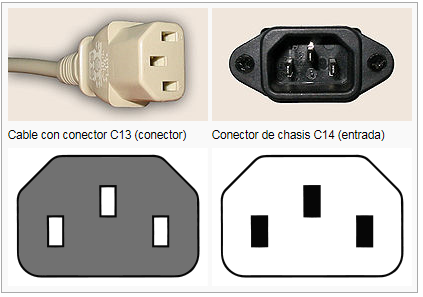 Cable con conector C13 (conector)
Conector de chasis C14 (entrada)